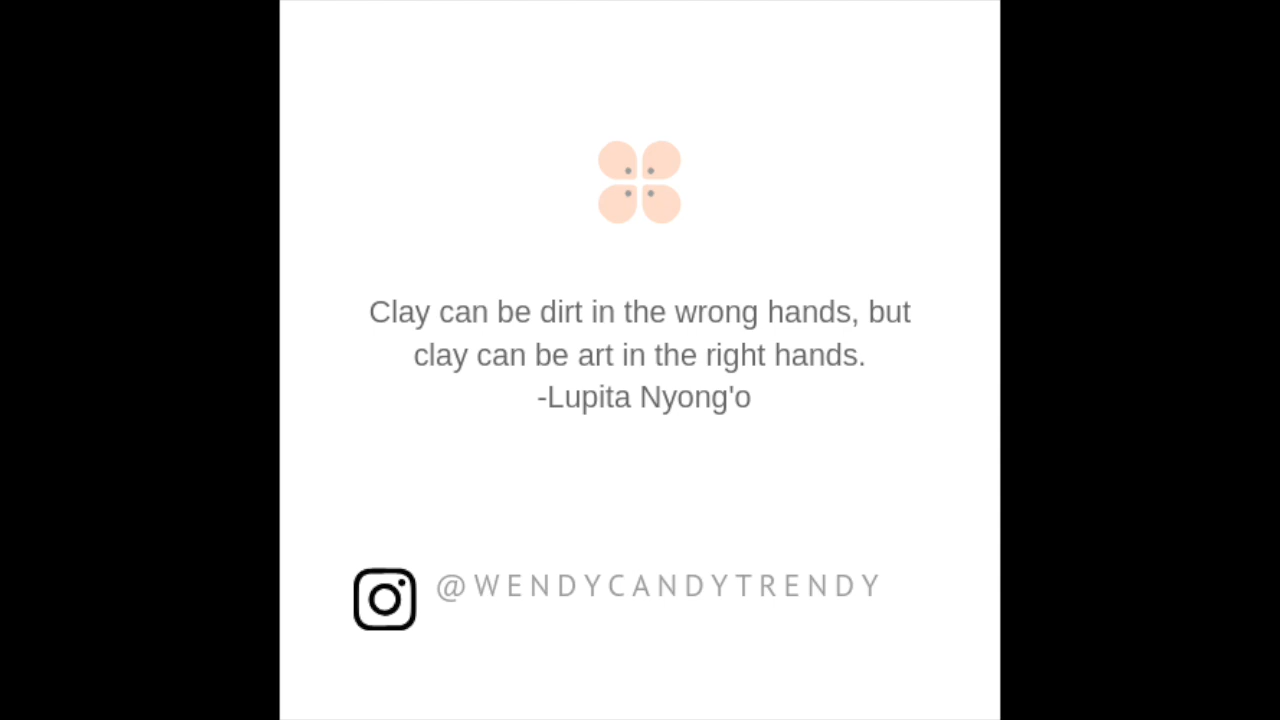 Clay can be dirt in the wrong hands, but
clay can be art in the right hands.
-Lupita Nyong'o
@WENDYCANDYTRENDY